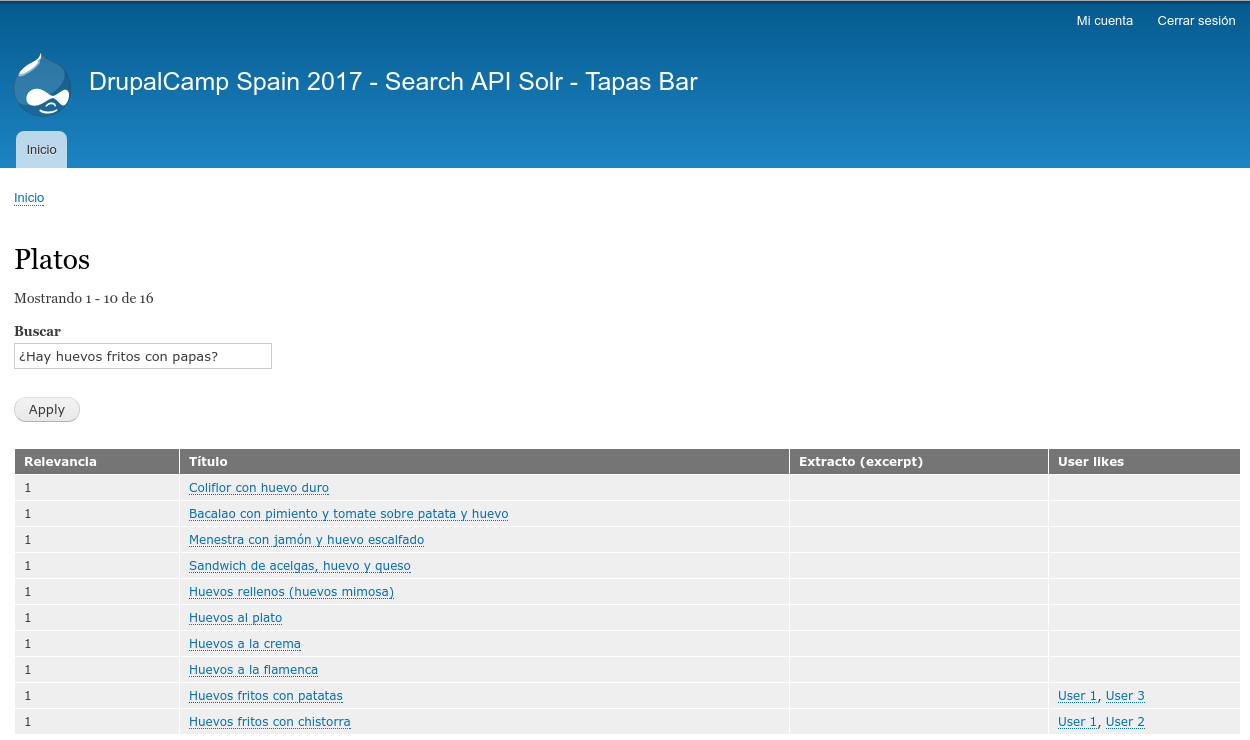 Mi cuenta Cerrar sesión
DrupalCamp Spain 2017 - Search API Solr - Tapas Bar
Inicio
Inicio
Platos
Mostrando 1 - 10 de 16
Buscar
¿Hay huevos fritos con papas?
Apply
Relevancia Título Extracto (excerpt) User likes
1 Coliflor con huevo duro
1 Bacalao con pimiento y tomate sobre patata y huevo
1 Menestra con jamón y huevo escalfado
1 Sandwich de acelgas, huevo y queso
1 Huevos rellenos (huevos mimosa)
1 Huevos al plato
1 Huevos a la crema
1 Huevos a la flamenca
1 Huevos fritos con patatas User 1, User 3
1 Huevos fritos con chistorra User 1, User 2